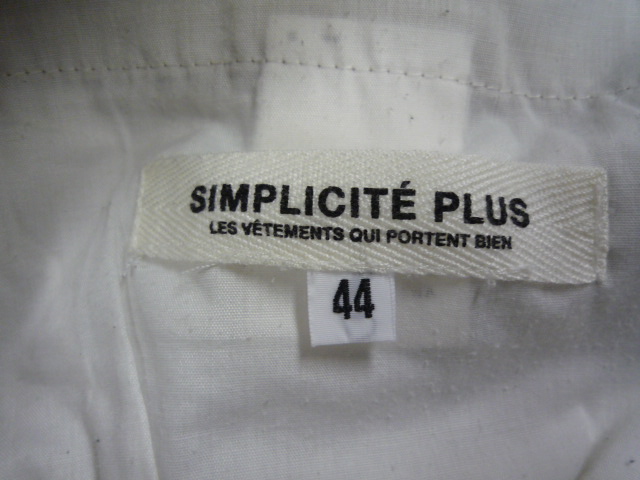 SIMPLICITÉ PLUS
LES VÊTEMENTS QUI PORTENT BIEN
44